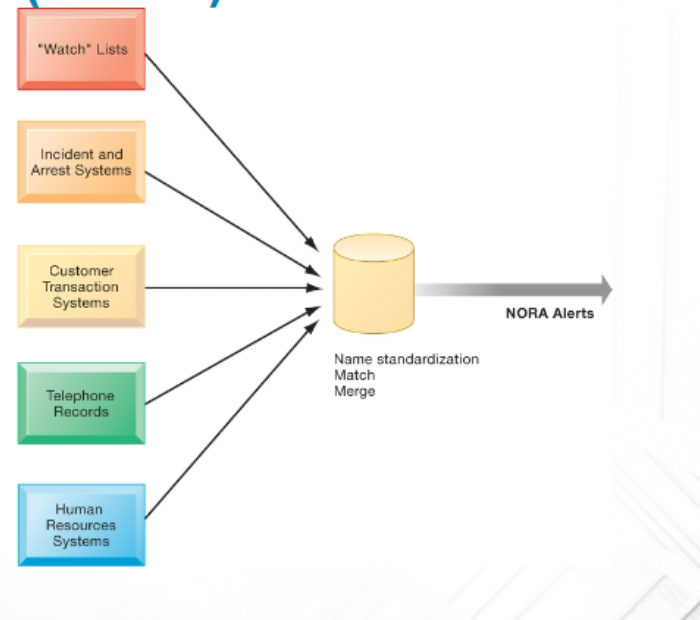 "Watch" Lists
Incident and
Arrest Systems
Customer
Transaction
Systems
Telephone
Records
Human
Resources
Systems
Name standardization
Match
Merge
NORA Alerts